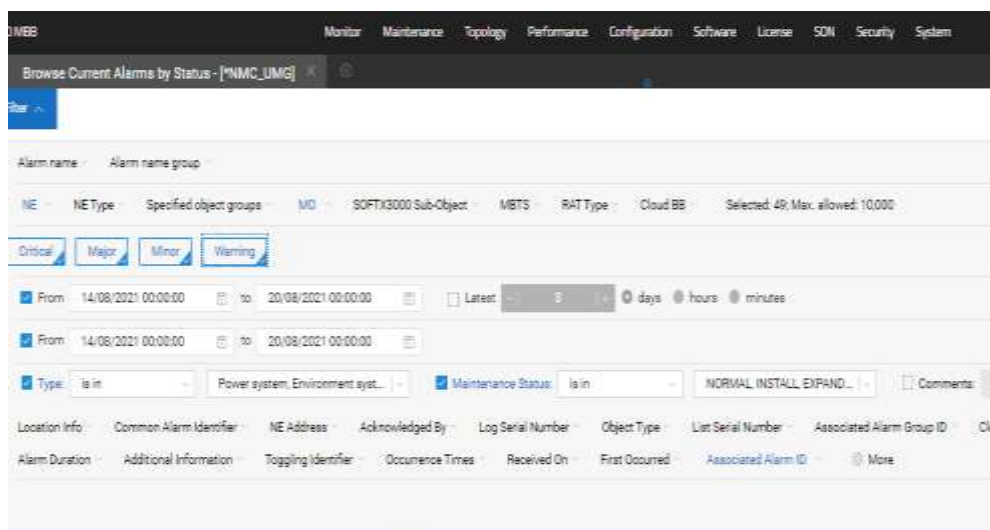 MBB Monitor Maintenance Topology Performance Configuration Software License SON Security System
Browse Current Alarms by Status - [*NMC_UMG]
Filter
Alarm name Alarm name group
NE NE Type Specified object groups MO SOFTX3000 Sub-Object MBTS RAT Type Cloud BB Selected: 49; Max. allowed: 10,000
Critical Major Minor Warning
From 14/08/2021 00:00:00 to 20/08/2021 00:00:00 Latest 3 days hours minutes
From 14/08/2021 00:00:00 to 20/08/2021 00:00:00
Type: is in Power system, Environment syst... Maintenance Status: is in NORMAL, INSTALL, EXPAND... Comments:
Location Info Common Alarm Identifier NE Address Acknowledged By Log Serial Number Object Type List Serial Number Associated Alarm Group ID
Alarm Duration Additional Information Toggling Identifier Occurrence Times Received On First Occurred Associated Alarm ID More